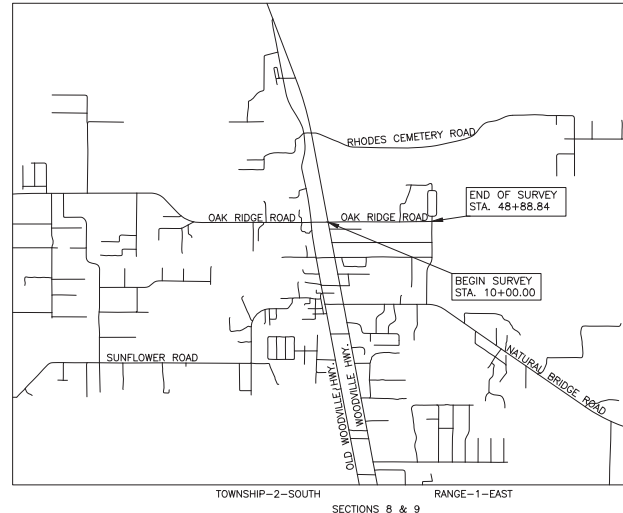 RHODES CEMETERY ROAD
END OF SURVEY
STA. 48+88.84
OAK RIDGE ROAD
OAK RIDGE ROAD
BEGIN SURVEY
STA. 10+00.00
SUNFLOWER ROAD
OLD WOODVILLE HWY.
WOODVILLE HWY.
NATURAL BRIDGE ROAD
TOWNSHIP-2-SOUTH
RANGE-1-EAST
SECTIONS 8 & 9